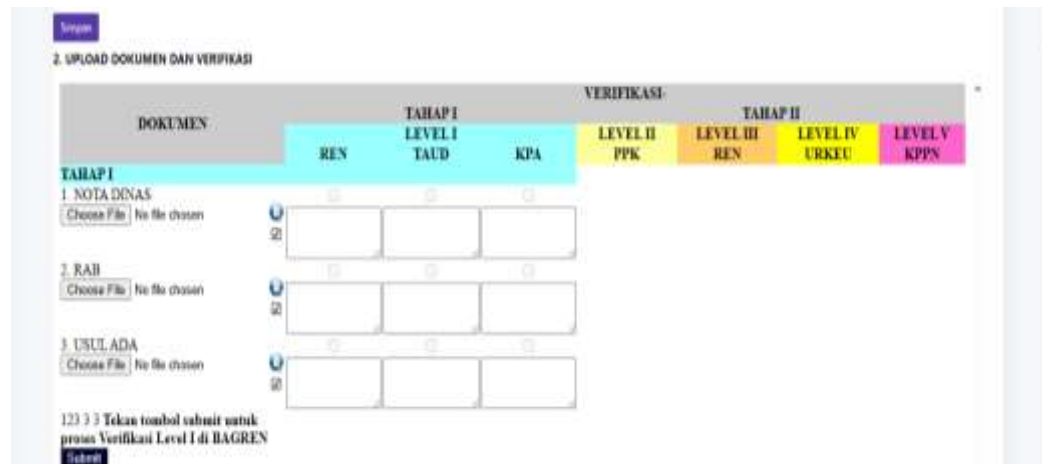 Simpan
2. UPLOAD DOKUMEN DAN VERIFIKASI
VERIFIKASI
DOKUMEN
TAHAP I
TAHAP II
LEVEL I
LEVEL II
LEVEL III
LEVEL IV
LEVEL V
REN
TAUD
KPA
PPK
REN
URKEU
KPPN
TAHAP I
1. NOTA DINAS
Choose File No file chosen
2. RAB
Choose File No file chosen
3. USUL ADA
Choose File No file chosen
123 3 3 Tekan tombol submit untuk
proses Verifikasi Level I di BAGREN
Submit